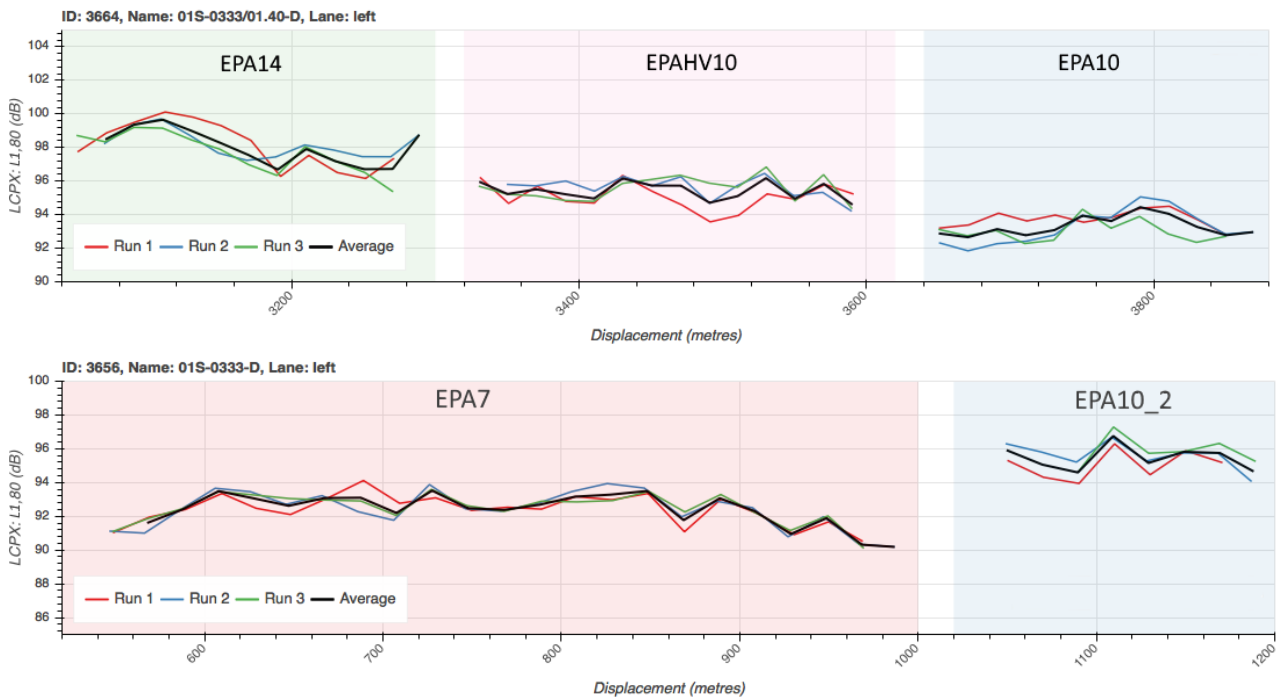 ID: 3664, Name: 01S-0333/01.40-D, Lane: left
104
102
100
98
96
94
92
90
LCPX: L1,80 (dB)
EPA14
EPAHV10
EPA10
Run 1 Run 2 Run 3 Average
3200
3400
3600
3800
Displacement (metres)
ID: 3656, Name: 01S-0333-D, Lane: left
100
98
96
94
92
90
88
86
LCPX: L1,80 (dB)
EPA7
EPA10_2
Run 1 Run 2 Run 3 Average
600
700
800
900
1000
1100
1200
Displacement (metres)